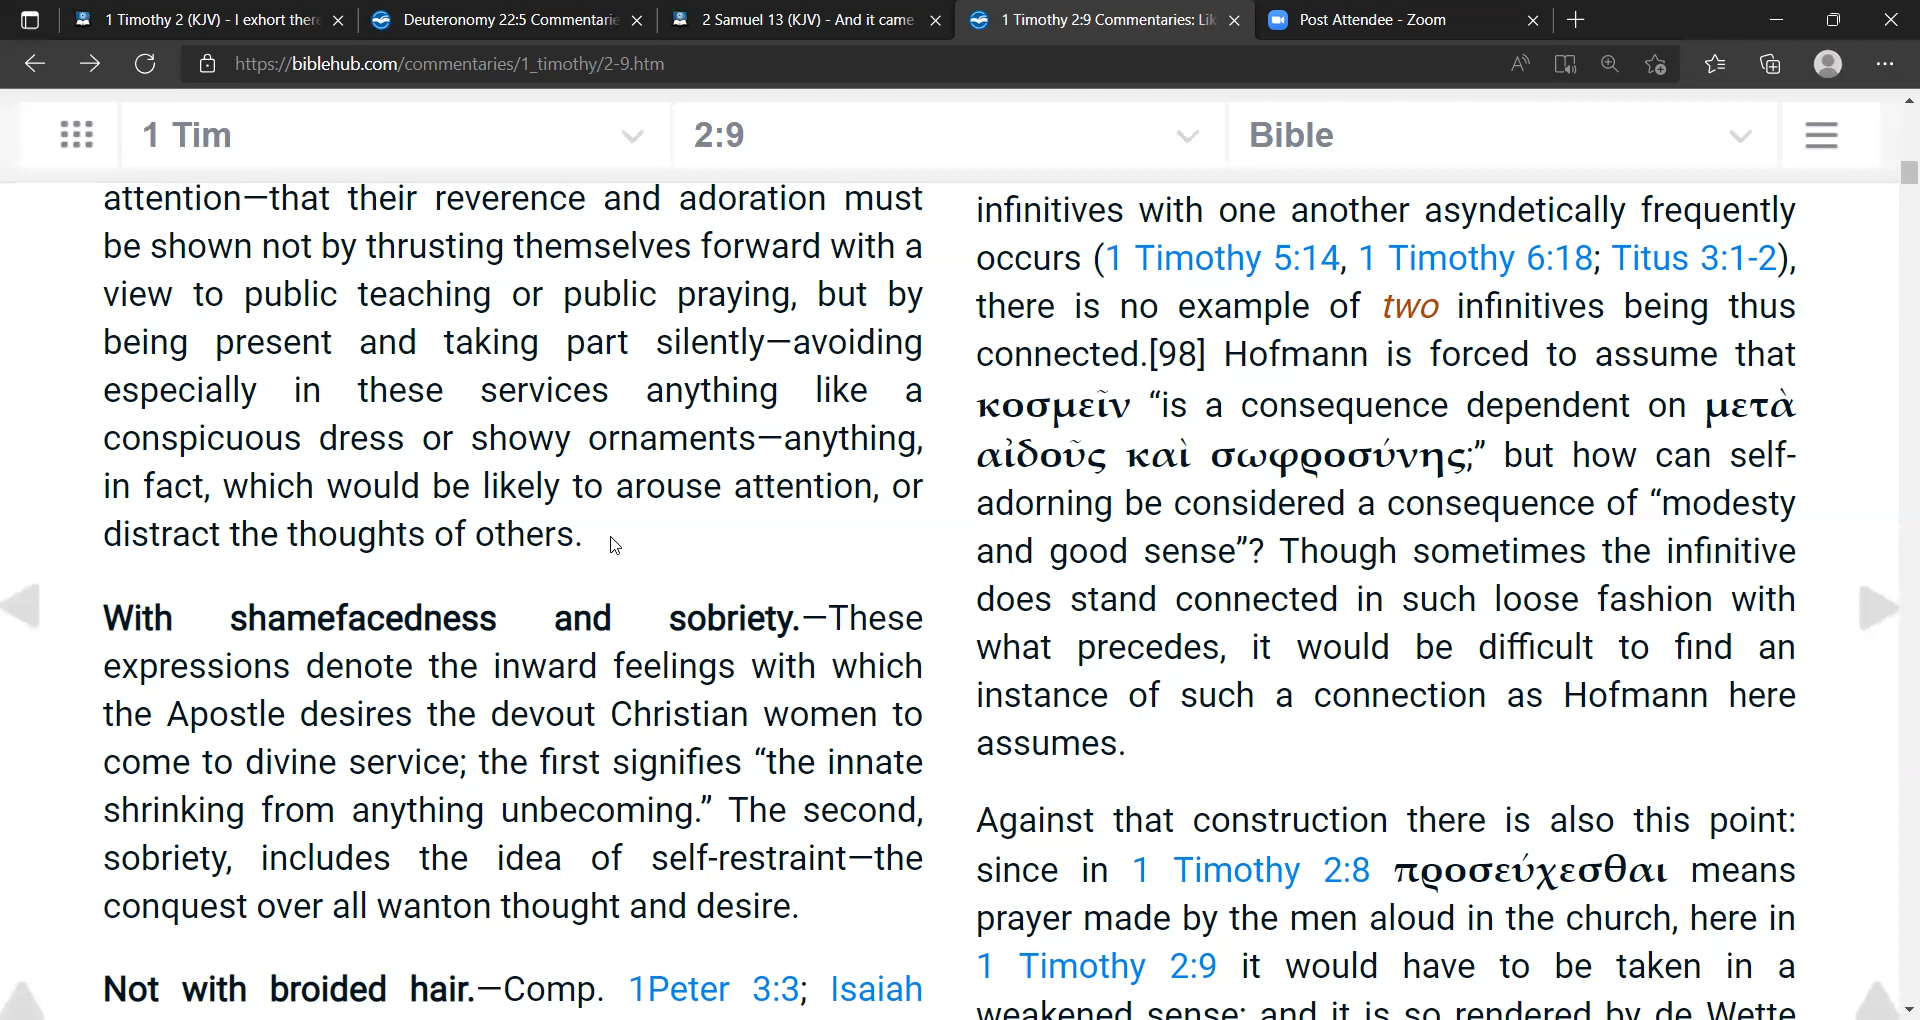 1 Timothy 2 (KJV) - I exhort there
Deuteronomy 22:5 Commentarie
2 Samuel 13 (KJV) - And it came
1 Timothy 2:9 Commentaries: Lik
Post Attendee - Zoom
https://biblehub.com/commentaries/1_timothy/2-9.htm
1 Tim
2:9
Bible
attention—that their reverence and adoration must
be shown not by thrusting themselves forward with a
view to public teaching or public praying, but by
being present and taking part silently—avoiding
especially in these services anything like a
conspicuous dress or showy ornaments—anything,
in fact, which would be likely to arouse attention, or
distract the thoughts of others.
With shamefacedness and sobriety.—These
expressions denote the inward feelings with which
the Apostle desires the devout Christian women to
come to divine service; the first signifies “the innate
shrinking from anything unbecoming.” The second,
sobriety, includes the idea of self-restraint—the
conquest over all wanton thought and desire.
Not with broided hair.—Comp. 1Peter 3:3; Isaiah
infinitives with one another asyndetically frequently
occurs (1 Timothy 5:14, 1 Timothy 6:18; Titus 3:1-2),
there is no example of two infinitives being thus
connected.[98] Hofmann is forced to assume that
κοσμεῖν “is a consequence dependent on μετὰ
αἰδοῦς καὶ σωφροσύνης;” but how can self-
adorning be considered a consequence of “modesty
and good sense”? Though sometimes the infinitive
does stand connected in such loose fashion with
what precedes, it would be difficult to find an
instance of such a connection as Hofmann here
assumes.
Against that construction there is also this point:
since in 1 Timothy 2:8 προσεύχεσθαι means
prayer made by the men aloud in the church, here in
1 Timothy 2:9 it would have to be taken in a
weakened sense; and it is so rendered by de Wette